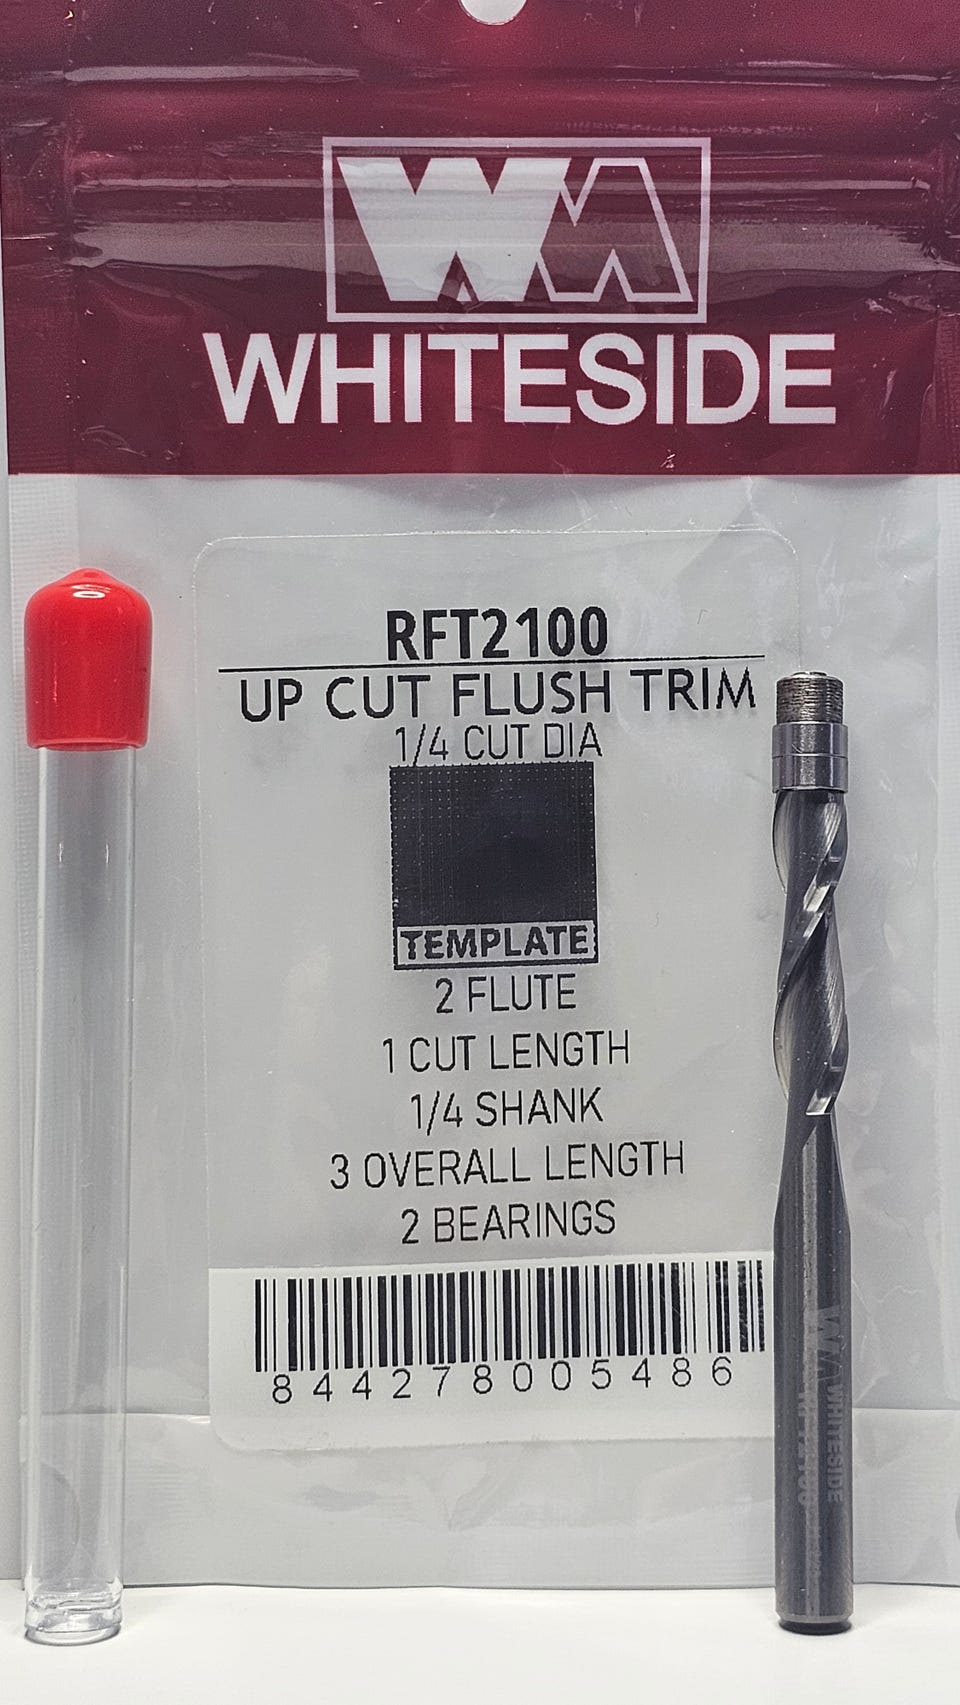 WHITESIDE
RFT2100
UP CUT FLUSH TRIM
1/4 CUT DIA
TEMPLATE
2 FLUTE
1 CUT LENGTH
1/4 SHANK
3 OVERALL LENGTH
2 BEARINGS
844278005486
WHITESIDE